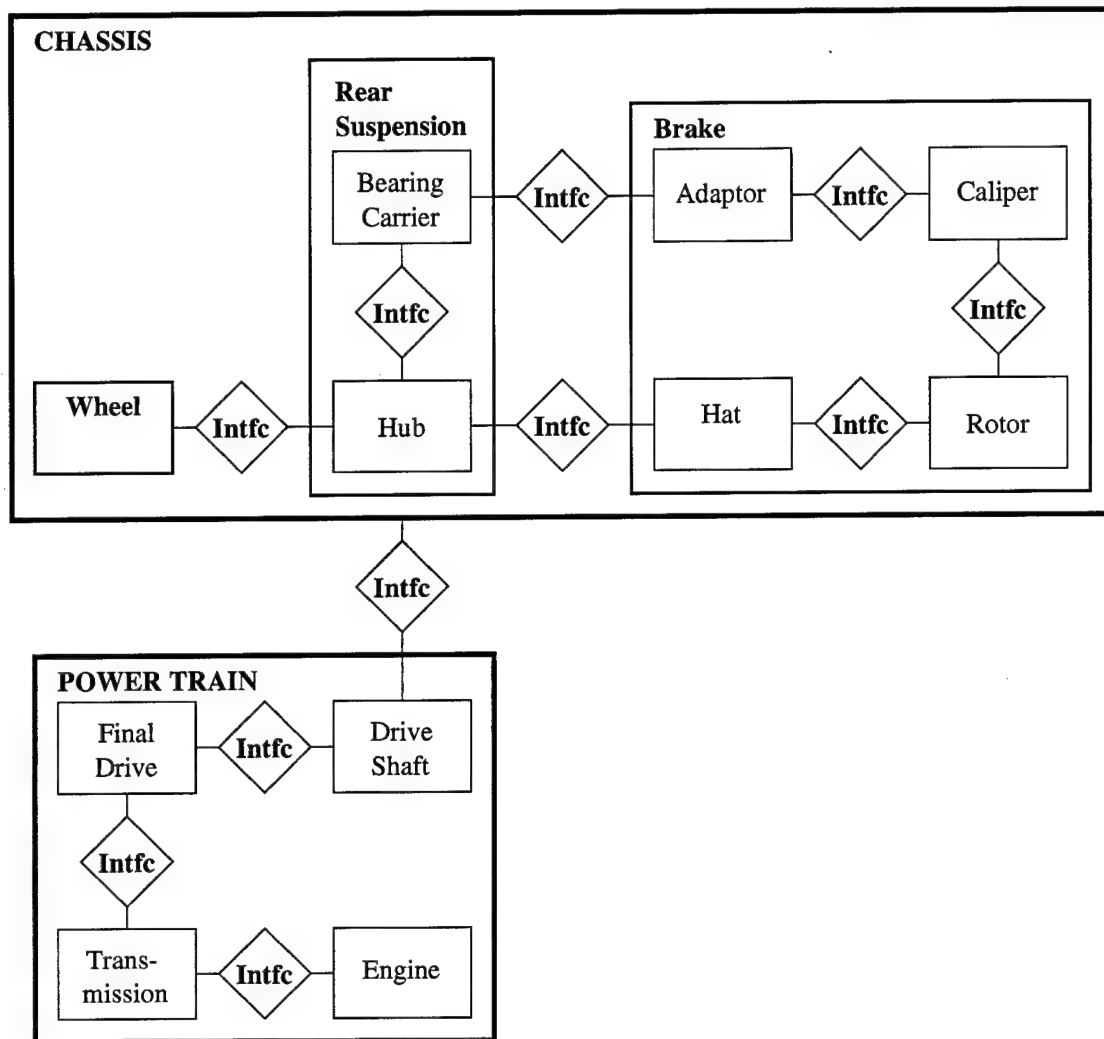 CHASSIS
Rear
Suspension
Brake
Bearing
Carrier
Intfc
Adaptor
Intfc
Caliper
Intfc
Intfc
Wheel
Intfc
Hub
Intfc
Hat
Intfc
Rotor
Intfc
POWER TRAIN
Final
Drive
Intfc
Drive
Shaft
Intfc
Trans-
mission
Intfc
Engine